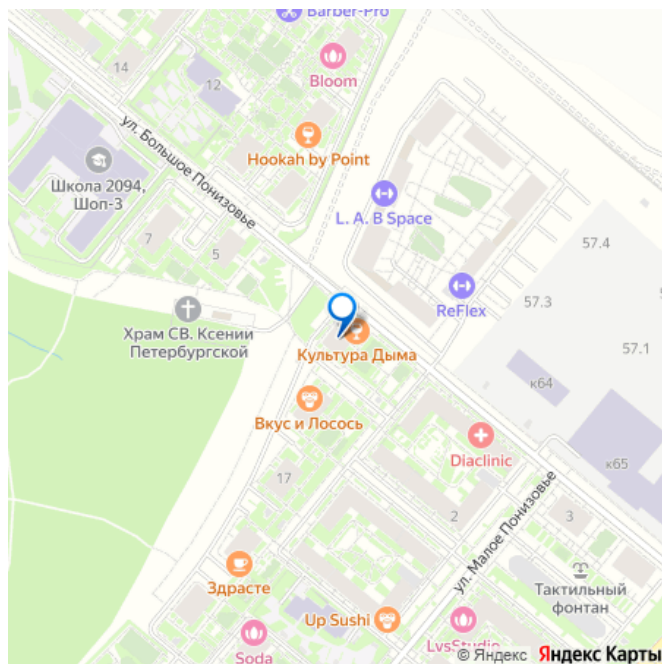 Barber-Pro
14
12
Bloom
ул. Большое Понизовье
Hookah by Point
Школа 2094,
Шоп-3
L. A. B Space
7
5
57.4
ReFlex
57.3
Храм СВ. Ксении
Петербургской
57.1
Культура Дыма
к64
Вкус и Лосось
Diaclinic
к65
17
2
3
ул. Малое Понизовье
Здрасте
Тактильный
фонтан
Up Sushi
LvsStudio
Soda
© Яндекс Яндекс Карты